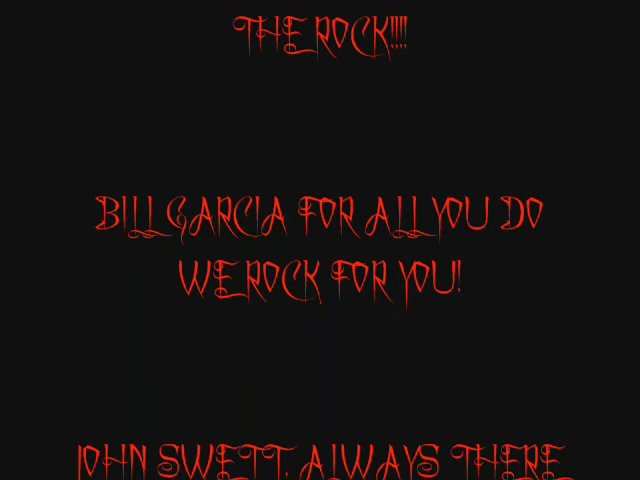 THE ROCK!!!!
BILL GARCIA FOR ALL YOU DO
WE ROCK FOR YOU!
JOHN SWETT. ALWAYS THERE